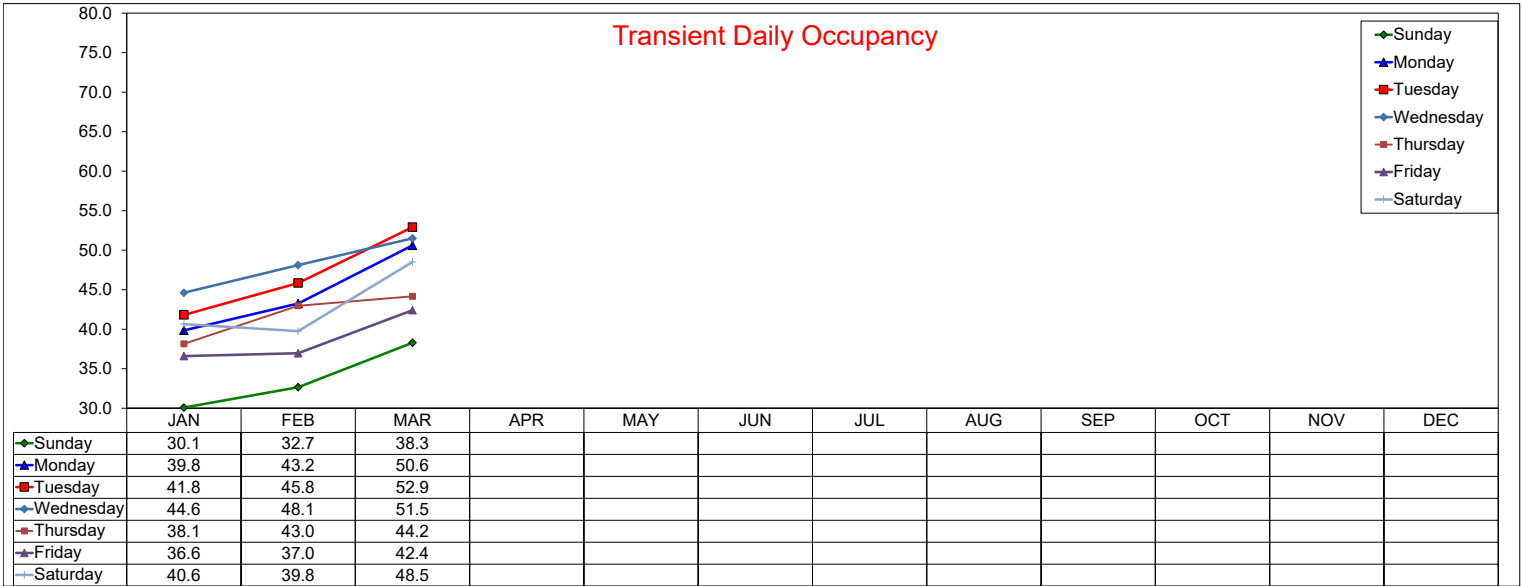 Transient Daily Occupancy
80.0
75.0
70.0
65.0
60.0
55.0
50.0
45.0
40.0
35.0
30.0
Sunday
Monday
Tuesday
Wednesday
Thursday
Friday
Saturday
JAN FEB MAR APR MAY JUN JUL AUG SEP OCT NOV DEC
Sunday 30.1 32.7 38.3
Monday 39.8 43.2 50.6
Tuesday 41.8 45.8 52.9
Wednesday 44.6 48.1 51.5
Thursday 38.1 43.0 44.2
Friday 36.6 37.0 42.4
Saturday 40.6 39.8 48.5